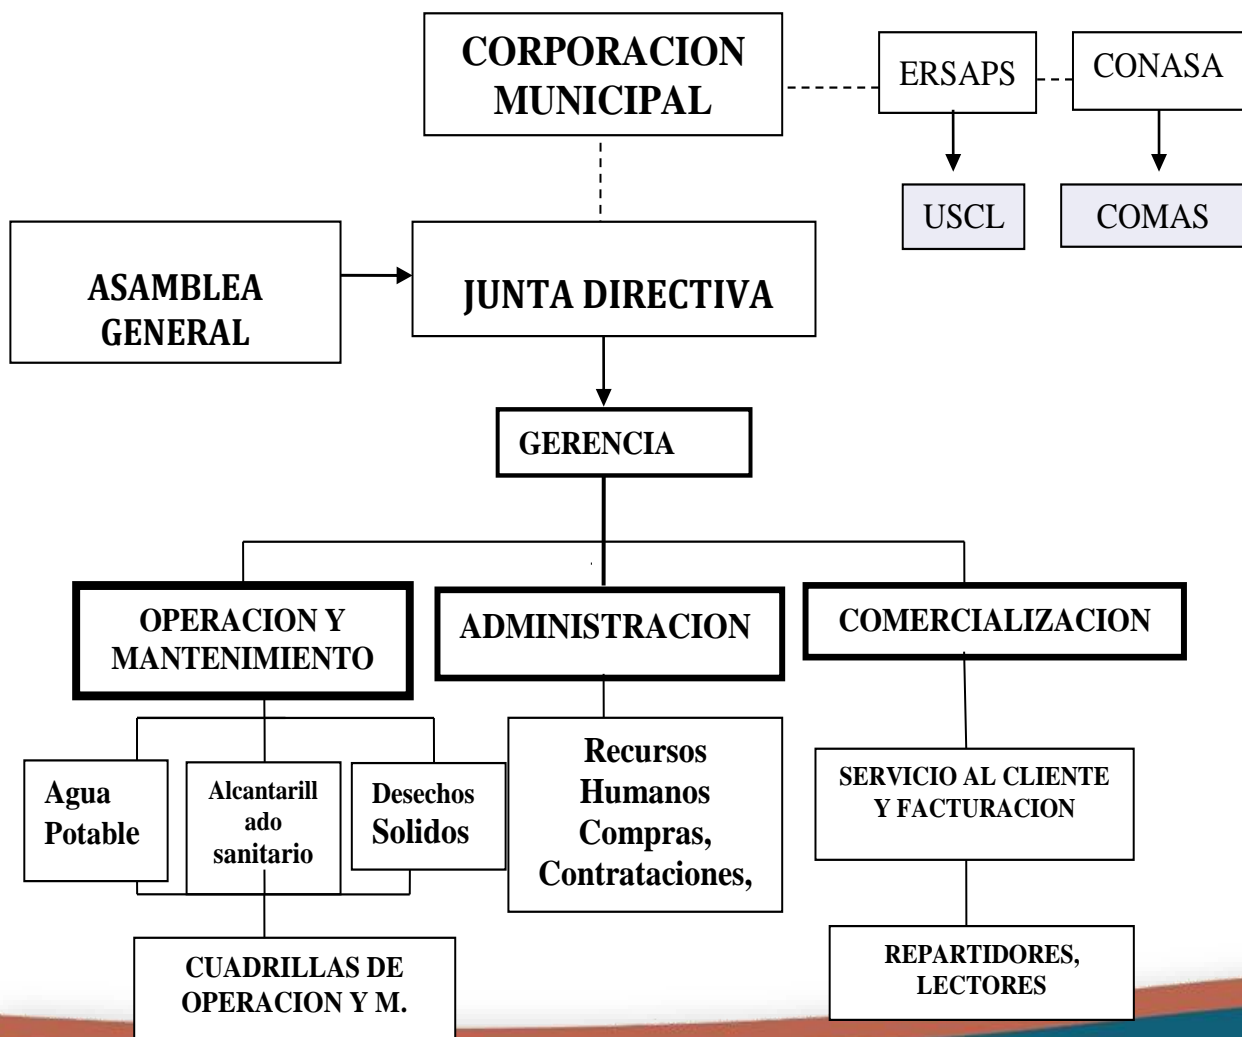 CORPORACION
MUNICIPAL
ERSAPS
CONASA
USCL
COMAS
ASAMBLEA
GENERAL
JUNTA DIRECTIVA
GERENCIA
OPERACION Y
MANTENIMIENTO
ADMINISTRACION
COMERCIALIZACION
Agua
Potable
Alcantarill
ado
sanitario
Desechos
Solidos
Recursos
Humanos
Compras,
Contrataciones,
SERVICIO AL CLIENTE
Y FACTURACION
CUADRILLAS DE
OPERACION Y M.
REPARTIDORES,
LECTORES